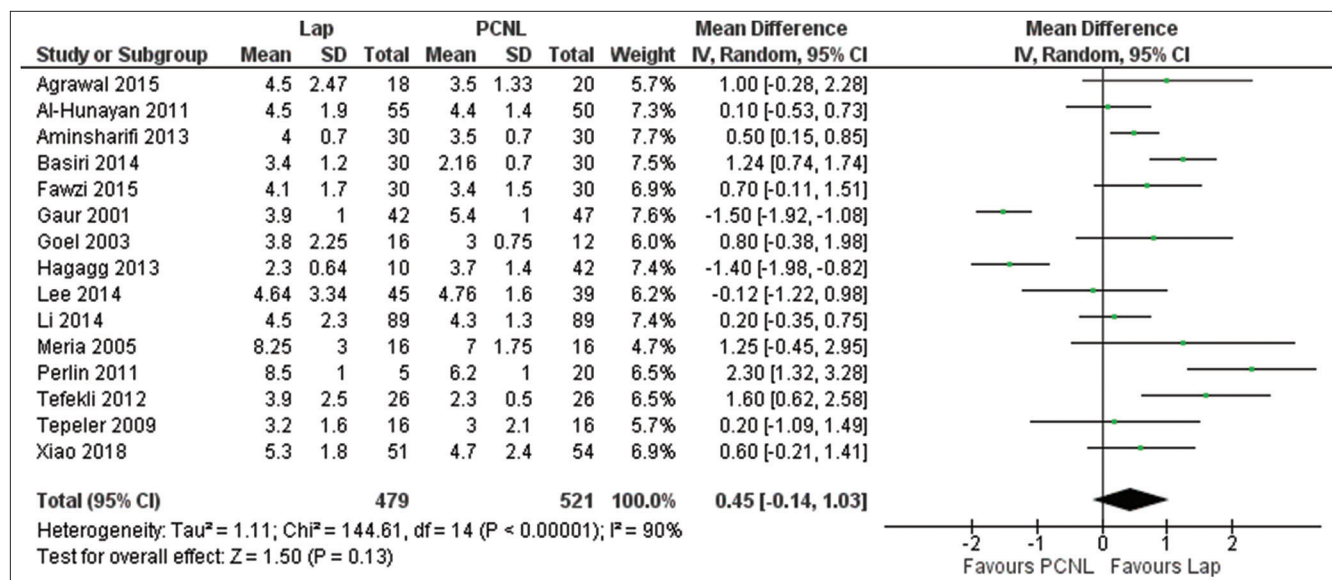 Lap PCNL Mean Difference Mean Difference
Study or Subgroup Mean SD Total Mean SD Total Weight IV, Random, 95% CI IV, Random, 95% CI
Agrawal 2015 4.5 2.47 18 3.5 1.33 20 5.7% 1.00 [-0.28, 2.28]
Al-Hunayan 2011 4.5 1.9 55 4.4 1.4 50 7.3% 0.10 [-0.53, 0.73]
Aminsharifi 2013 4 0.7 30 3.5 0.7 30 7.7% 0.50 [0.15, 0.85]
Basiri 2014 3.4 1.2 30 2.16 0.7 30 7.5% 1.24 [0.74, 1.74]
Fawzi 2015 4.1 1.7 30 3.4 1.5 30 6.9% 0.70 [-0.11, 1.51]
Gaur 2001 3.9 1 42 5.4 1 47 7.6% -1.50 [-1.92, -1.08]
Goel 2003 3.8 2.25 16 3 0.75 12 6.0% 0.80 [-0.38, 1.98]
Hagagg 2013 2.3 0.64 10 3.7 1.4 42 7.4% -1.40 [-1.98, -0.82]
Lee 2014 4.64 3.34 45 4.76 1.6 39 6.2% -0.12 [-1.22, 0.98]
Li 2014 4.5 2.3 89 4.3 1.3 89 7.4% 0.20 [-0.35, 0.75]
Meria 2005 8.25 3 16 7 1.75 16 4.7% 1.25 [-0.45, 2.95]
Perlin 2011 8.5 1 5 6.2 1 20 6.5% 2.30 [1.32, 3.28]
Tefekli 2012 3.9 2.5 26 2.3 0.5 26 6.5% 1.60 [0.62, 2.58]
Tepeler 2009 3.2 1.6 16 3 2.1 16 5.7% 0.20 [-1.09, 1.49]
Xiao 2018 5.3 1.8 51 4.7 2.4 54 6.9% 0.60 [-0.21, 1.41]
Total (95% CI) 479 521 100.0% 0.45 [-0.14, 1.03]
Heterogeneity: Tau² = 1.11; Chi² = 144.61, df = 14 (P < 0.00001); I² = 90%
Test for overall effect: Z = 1.50 (P = 0.13)
-2 -1 0 1 2
Favours PCNL Favours Lap